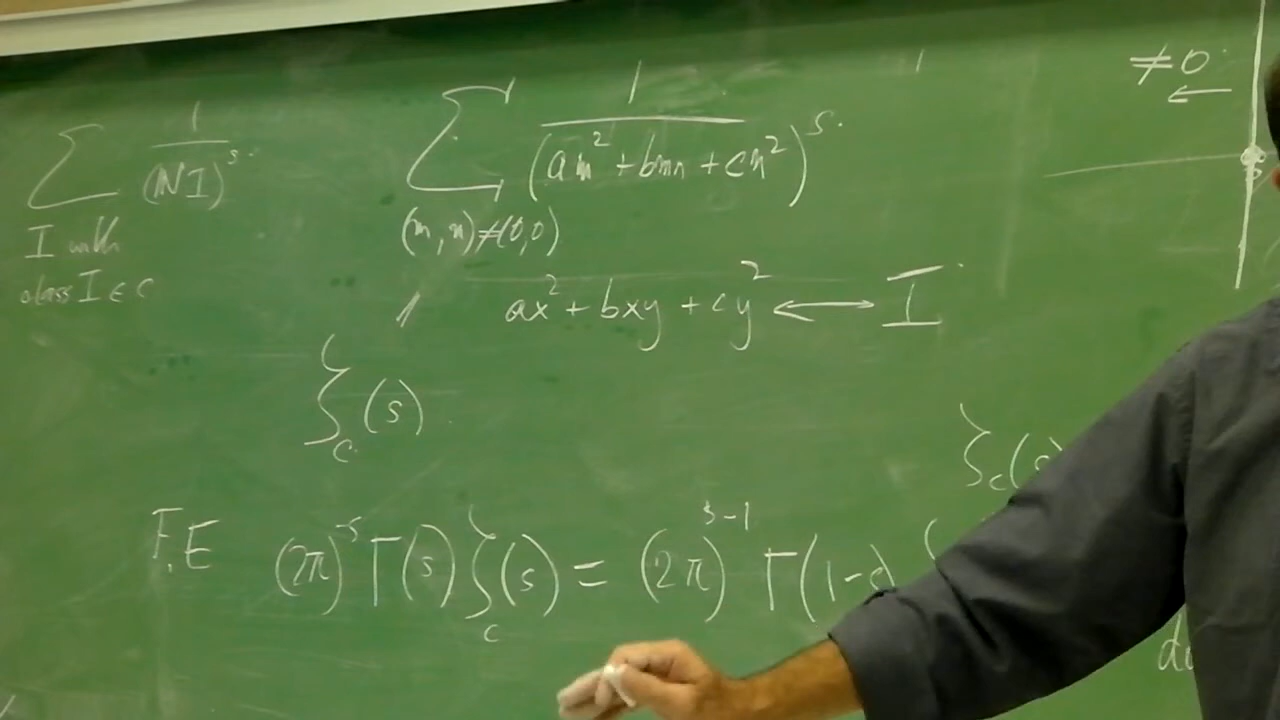 ∑ 1/(NI)^s. ∑ 1/(am²+bmn+cn²)^s.
I with (m,n)≠(0,0)
class I∈C
≠0 ←
ax²+bxy+cy² ↔ I
ζ_C(s)
ζ_C(
F.E (2π)^{-s} Γ(s) ζ_C(s) = (2π)^{s-1} Γ(1-s)